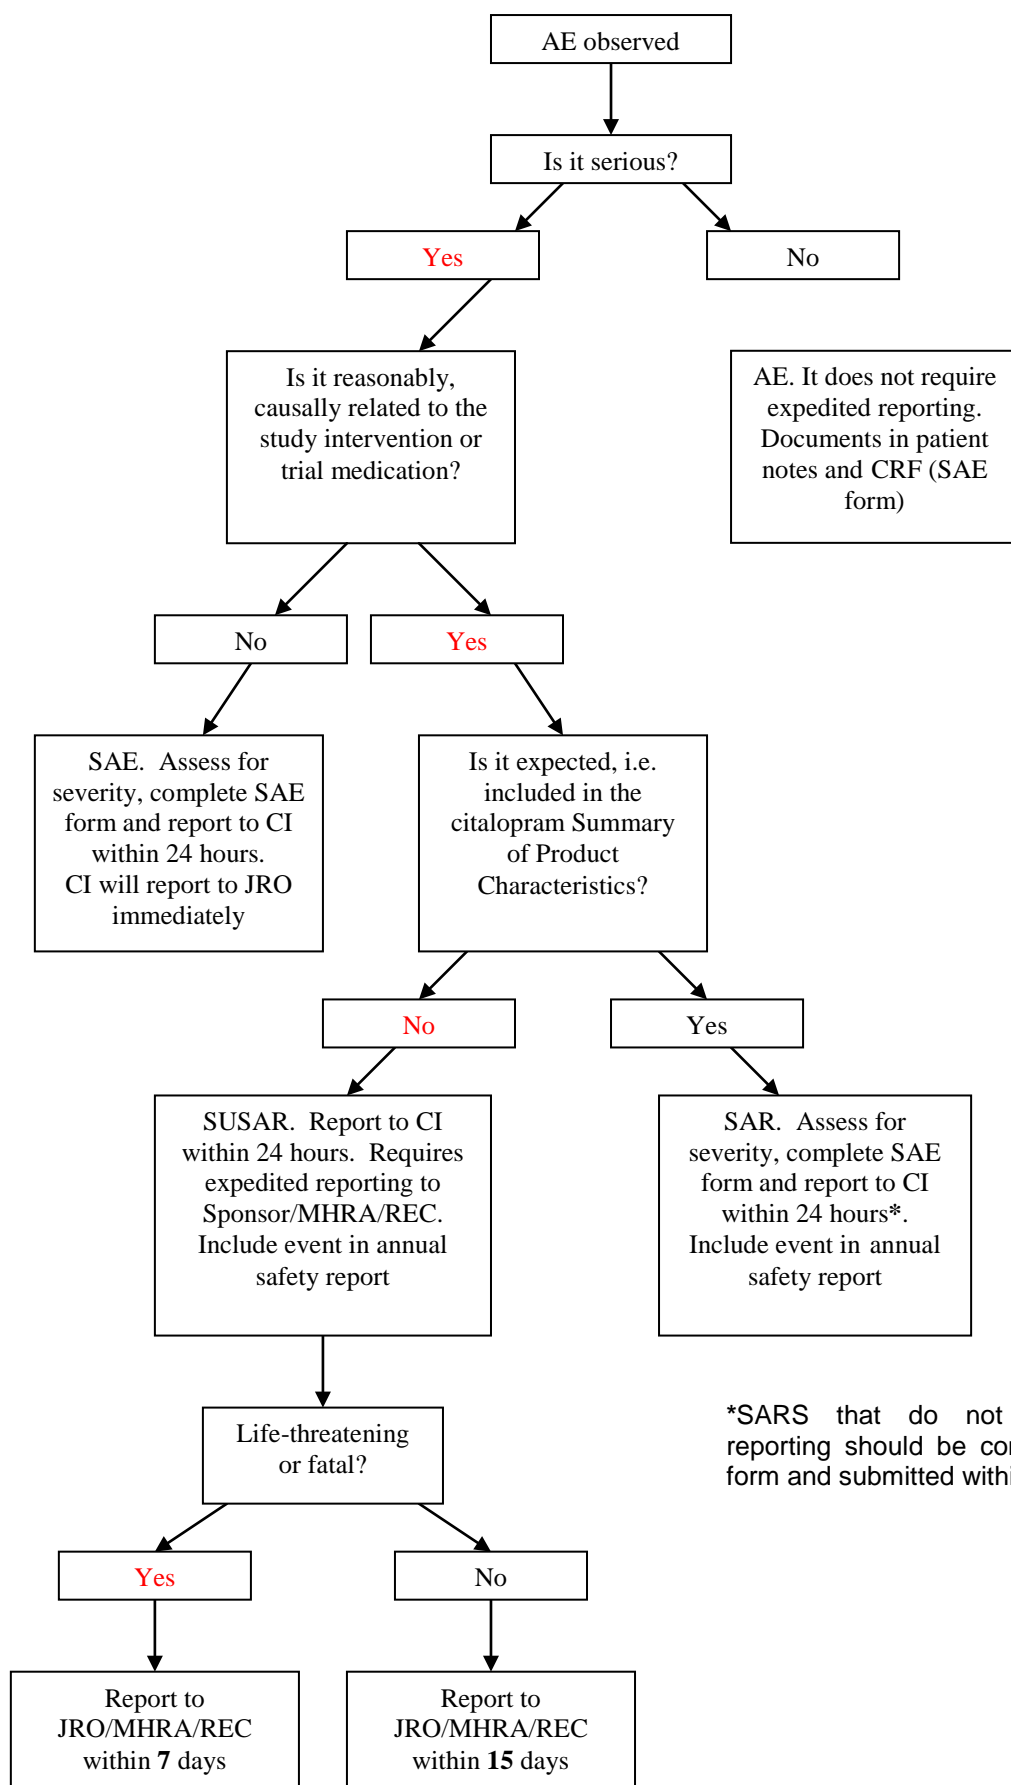 AE observed
Is it serious?
Yes
No
Is it reasonably,
causally related to the
study intervention or
trial medication?
AE. It does not require
expedited reporting.
Documents in patient
notes and CRF (SAE
form)
No
Yes
SAE. Assess for
severity, complete SAE
form and report to CI
within 24 hours.
CI will report to JRO
immediately
Is it expected, i.e.
included in the
citalopram Summary
of Product
Characteristics?
No
Yes
SUSAR. Report to CI
within 24 hours. Requires
expedited reporting to
Sponsor/MHRA/REC.
Include event in annual
safety report
SAR. Assess for
severity, complete SAE
form and report to CI
within 24 hours*.
Include event in annual
safety report
*SARS that do not
reporting should be
form and submitted
Life-threatening
or fatal?
Yes
No
Report to
JRO/MHRA/REC
within 7 days
Report to
JRO/MHRA/REC
within 15 days